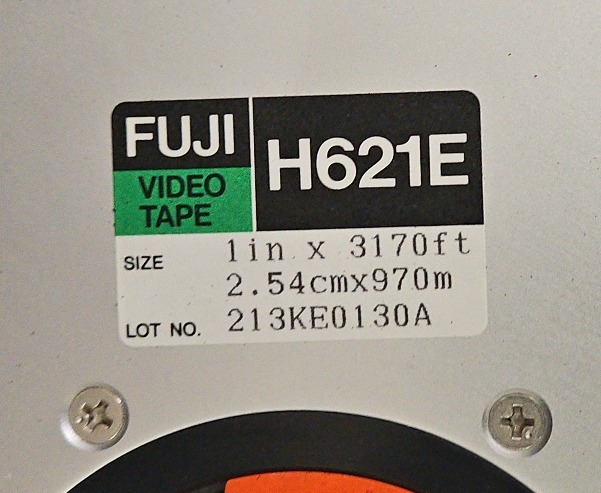 FUJI
VIDEO
TAPE
H621E
SIZE 1in x 3170ft
2.54cmx970m
LOT NO. 213KE0130A